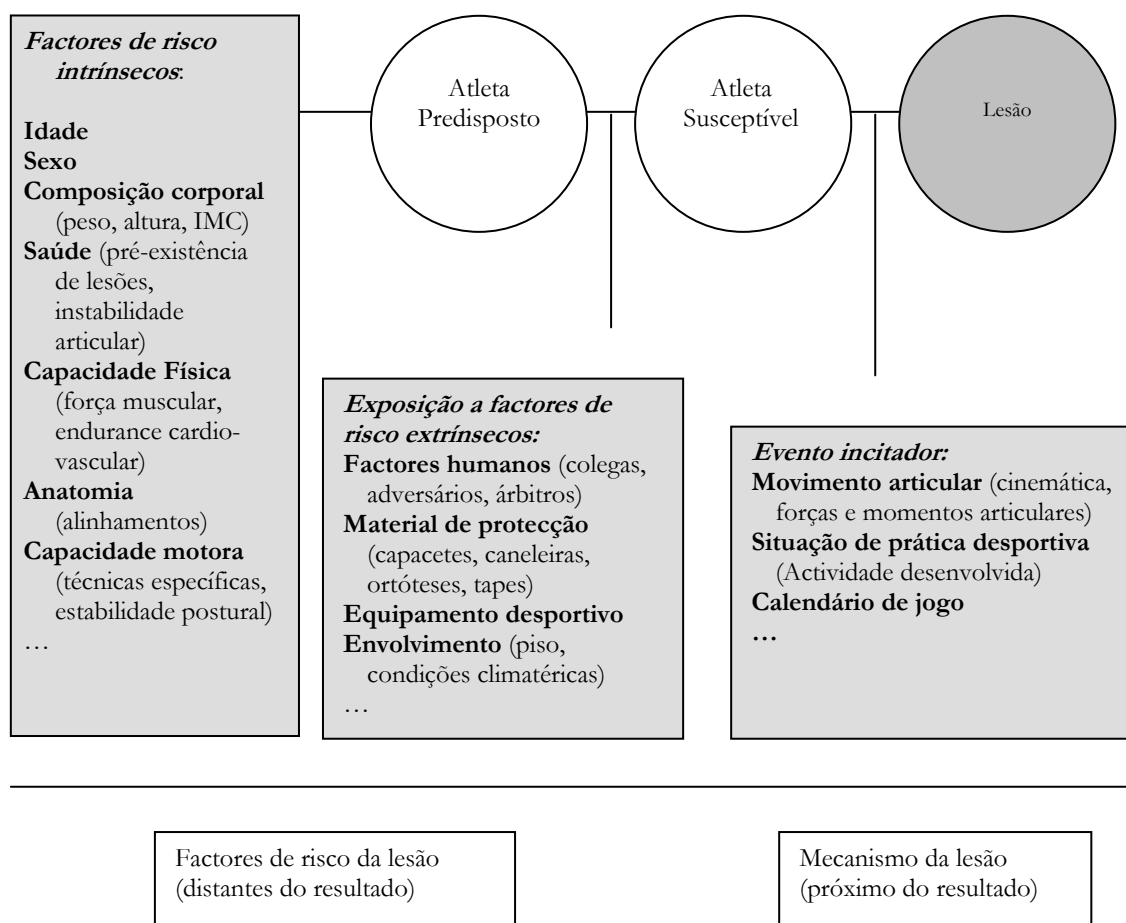 Factores de risco
intrínsecos:
Idade
Sexo
Composição corporal
(peso, altura, IMC)
Saúde (pré-existência
de lesões,
instabilidade
articular)
Capacidade Física
(força muscular,
endurance cardio-
vascular)
Anatomia
(alinhamentos)
Capacidade motora
(técnicas específicas,
estabilidade postural)
…
Atleta
Predisposto
Atleta
Susceptível
Lesão
Exposição a factores de
risco extrínsecos:
Factores humanos (colegas,
adversários, árbitros)
Material de protecção
(capacetes, caneleiras,
ortóteses, tapes)
Equipamento desportivo
Envolvimento (piso,
condições climatéricas)
…
Evento incitador:
Movimento articular (cinemática,
forças e momentos articulares)
Situação de prática desportiva
(Actividade desenvolvida)
Calendário de jogo
…
Factores de risco da lesão
(distantes do resultado)
Mecanismo da lesão
(próximo do resultado)